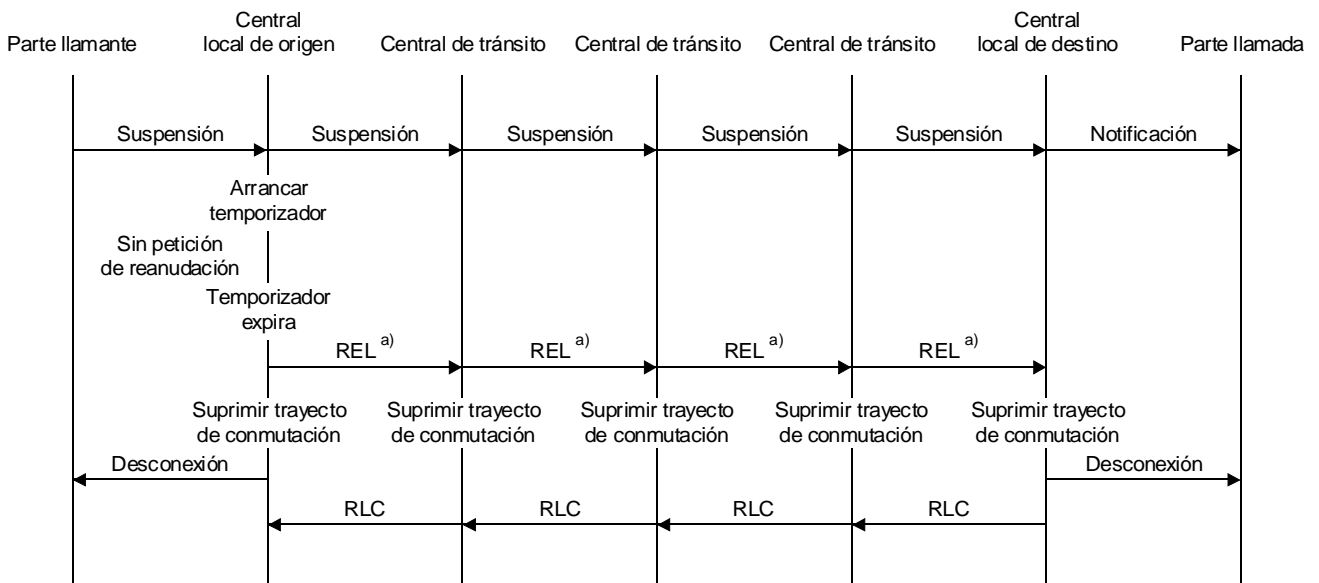 Central
Central
Parte llamante
local de origen
Central de tránsito
Central de tránsito
Central de tránsito
local de destino
Parte llamada
Suspensión
Suspensión
Suspensión
Suspensión
Suspensión
Notificación
Arrancar
temporizador
Sin petición
de reanudación
Temporizador
expira
REL a)
REL a)
REL a)
REL a)
Suprimir trayecto
de conmutación
Suprimir trayecto
de conmutación
Suprimir trayecto
de conmutación
Suprimir trayecto
de conmutación
Suprimir trayecto
de conmutación
Desconexión
Desconexión
RLC
RLC
RLC
RLC